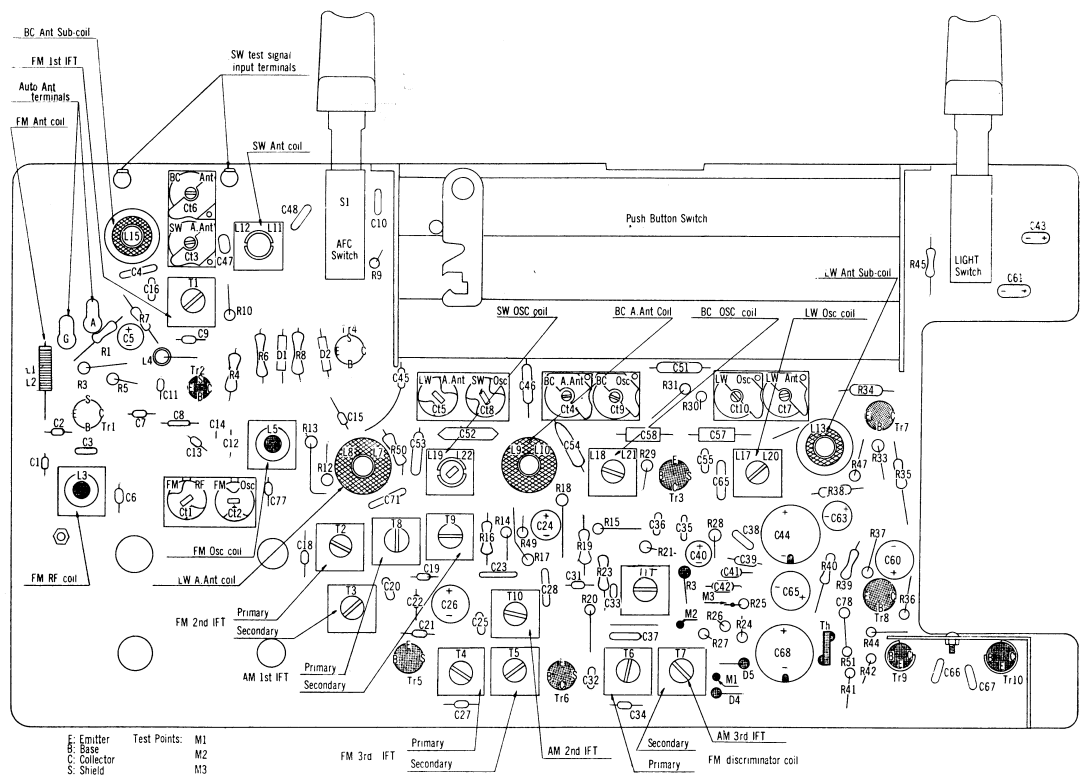 BC Ant Sub-coil
FM 1st IFT
Auto Ant
terminals
FM Ant coil
SW test signal
input terminals
SW Ant coil
BC Ant
Ct6
SW A.Ant
Ct3
L15
L12 L11
C47
C48
S1
AFC
Switch
C10
R9
Push Button Switch
LIGHT
Switch
R45
C43
- +
C61
- +
LW Ant Sub-coil
C4
C16
T1
R10
C9
R7
A
G
R1
C5
L4
L1
L2
R3
R5
C11
Tr2
B
R4
R6
D1
R8
D2
Tr4
E
C
B
C45
SW OSC coil
BC A.Ant Coil
BC OSC coil
LW Osc coil
LW A.Ant
Ct5
SW Osc
Ct8
C46
BC A.Ant
Ct4
BC Osc
Ct9
C51
R31
R30
LW Osc
Ct10
LW Ant
Ct7
R34
Tr7
C2
S
B
Tr1
C7
C8
C3
C1
C13
C14
C12
L5
R13
C15
R12
L8 L7
R50
C53
C52
L19 L22
L9 L10
C54
C58
C57
L18 L21
R29
E
Tr3
B
C55
C65
L17 L20
L13
R47
R33
R35
R38
L3
C6
FM RF
Ct1
FM Osc
Ct2
C77
C71
R18
FM Osc coil
LW A.Ant coil
FM RF coil
T2
T8
T9
C18
R16
R14
R49
C24
R17
R15
R19
C36
C35
R21
R28
C40
C38
C39
C41
C42
C44
C63
R37
C60
R40
R39
C65
T3
C20
C19
C22
C21
C26
C23
T10
C25
C28
C31
R23
C33
R20
T11
R3
M3
M2
R25
R26
R24
R27
C37
C68
Th
C78
Tr8
B
R36
R44
R51
R42
R41
FM 2nd IFT
Primary
Secondary
AM 1st IFT
Primary
Secondary
Tr5
E
S
B
T4
T5
Tr6
C32
T6
T7
D5
M1
D4
Tr9
C66
C67
Tr10
C27
C34
FM 3rd IFT
Primary
Secondary
AM 2nd IFT
AM 3rd IFT
Secondary
Primary
FM discriminator coil
E: Emitter
B: Base
C: Collector
S: Shield
Test Points: M1
M2
M3